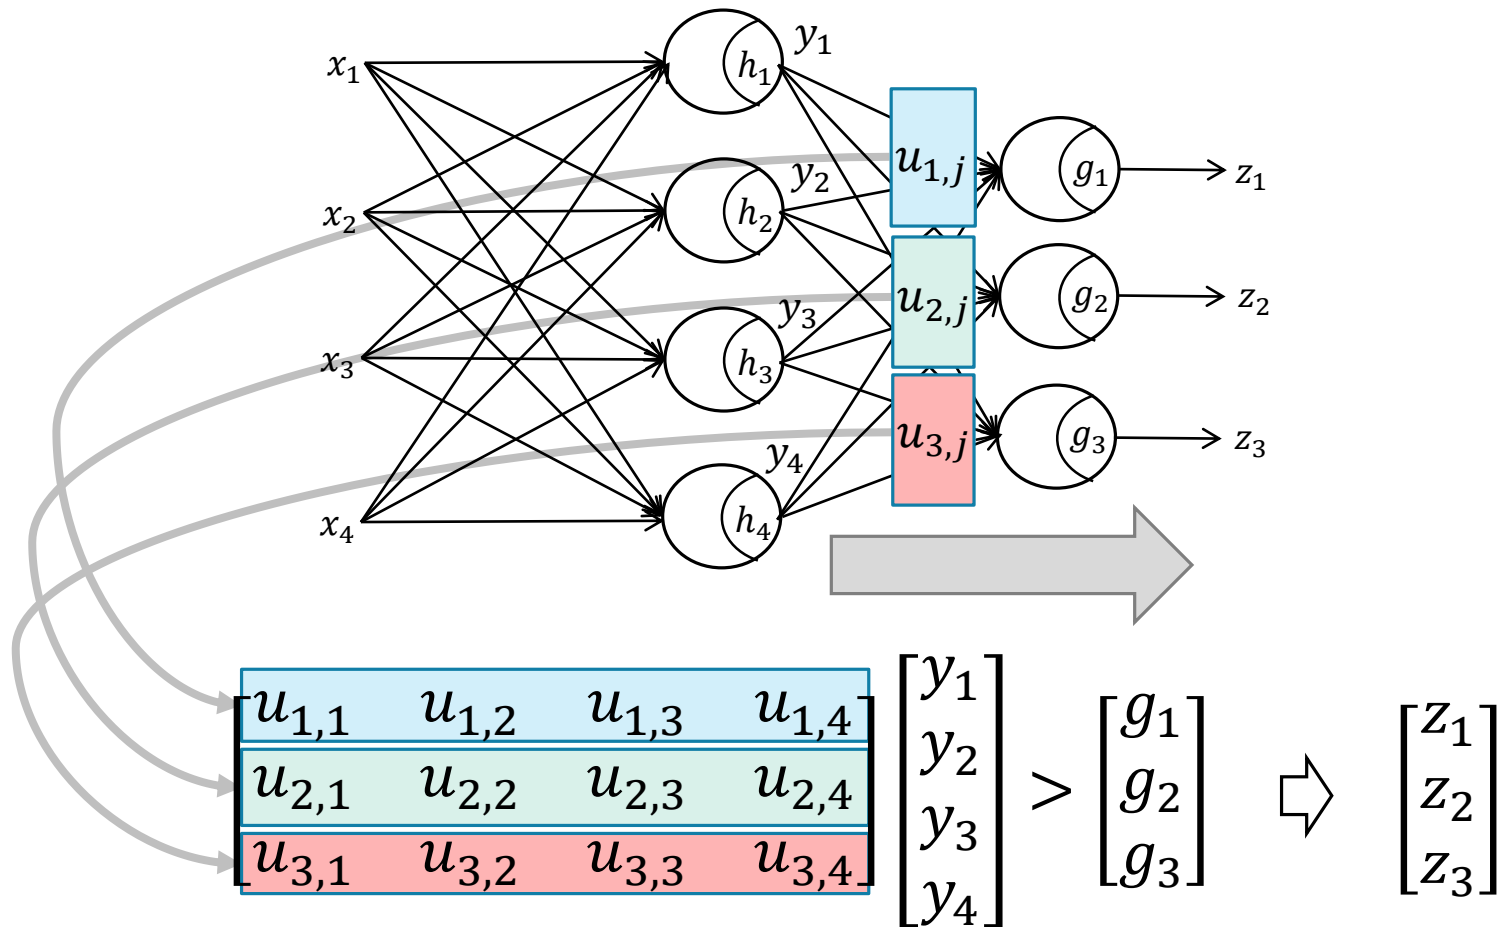 x₁ h₁ y₁
u₁,ⱼ g₁ z₁
x₂ h₂ y₂
u₂,ⱼ g₂ z₂
x₃ h₃ y₃
u₃,ⱼ g₃ z₃
x₄ h₄ y₄
[u₁,₁ u₁,₂ u₁,₃ u₁,₄] [y₁] [g₁] [z₁]
[u₂,₁ u₂,₂ u₂,₃ u₂,₄] [y₂] > [g₂] [z₂]
[u₃,₁ u₃,₂ u₃,₃ u₃,₄] [y₃] [g₃] [z₃]
[y₄]